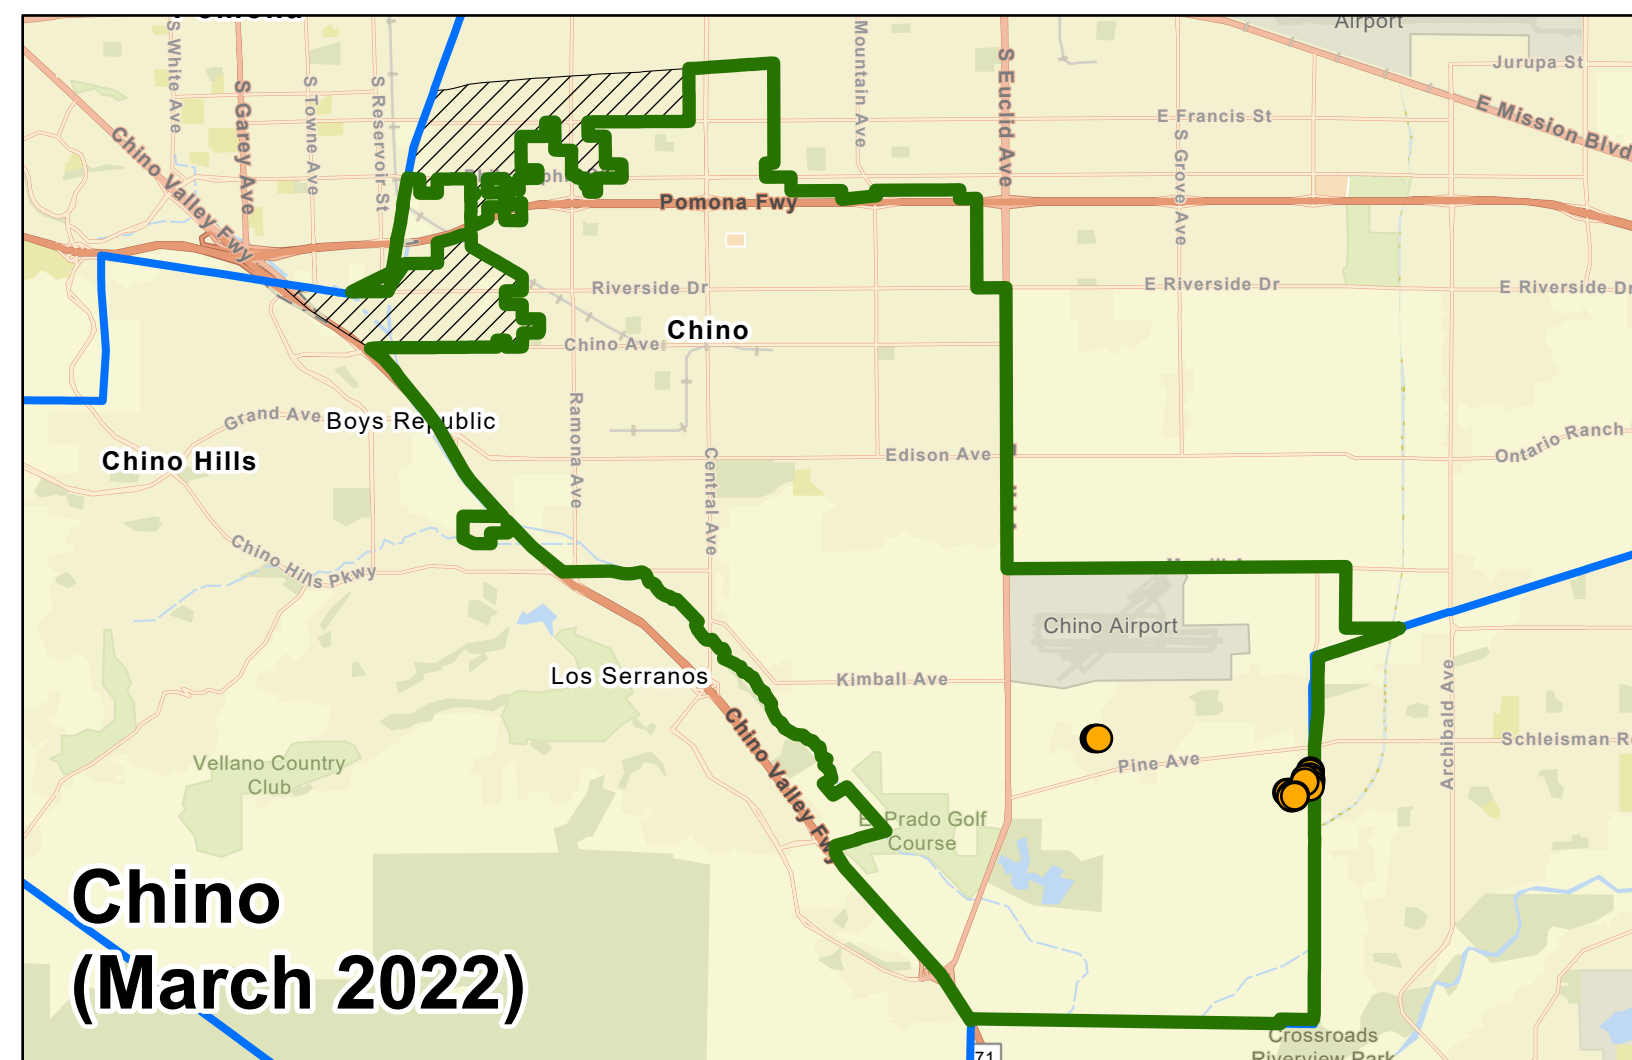 Airport
S White Ave
S Garey Ave
S Towne Ave
S Reservoir St
Mountain Ave
S Euclid Ave
Jurupa St
E Francis St
S Grove Ave
E Mission Blvd
Chino Valley Fwy
Pomona Fwy
Riverside Dr
E Riverside Dr
E Riverside Dr
Chino
Chino Ave
Grand Ave
Boys Republic
Ramona Ave
Chino Hills
Central Ave
Edison Ave
Ontario Ranch
Chino Hills Pkwy
Chino Airport
Los Serranos
Kimball Ave
Archibald Ave
Chino Valley Fwy
Pine Ave
Schleisman R
Vellano Country
Club
El Prado Golf
Course
Chino
(March 2022)
Crossroads
Riverview Park
71